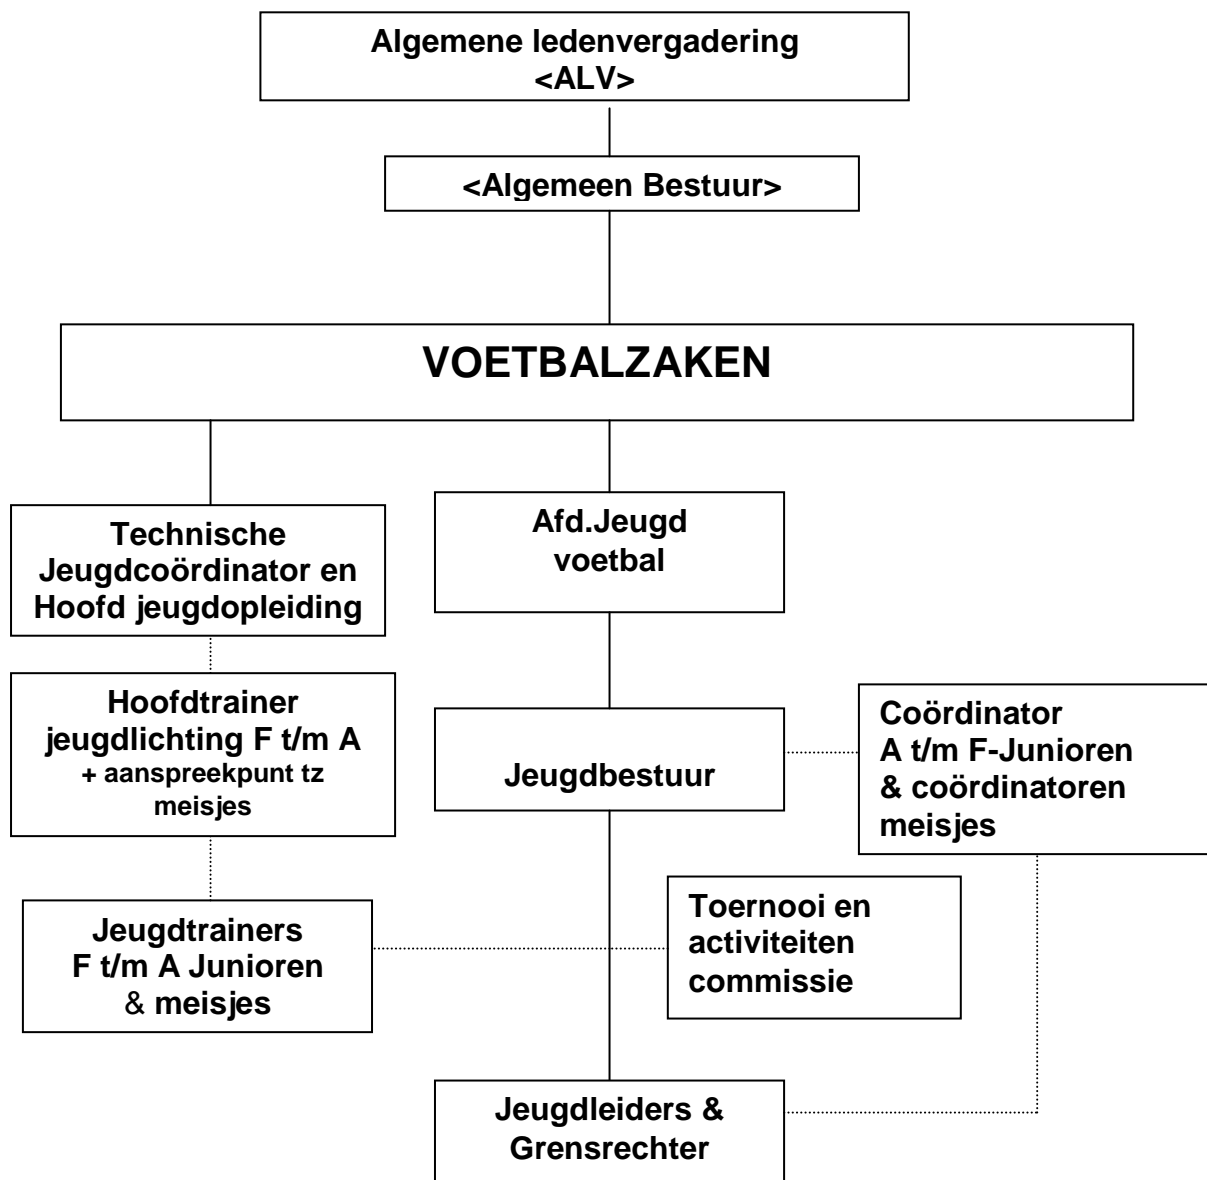 Algemene ledenvergadering
<ALV>
<Algemeen Bestuur>
VOETBALZAKEN
Technische
Jeugdcoördinator en
Hoofd jeugdopleiding
Afd.Jeugd
voetbal
Hoofdtrainer
jeugdlichting F t/m A
+ aanspreekpunt tz
meisjes
Jeugdbestuur
Coördinator
A t/m F-Junioren
& coördinatoren
meisjes
Jeugdtrainers
F t/m A Junioren
& meisjes
Toernooi en
activiteiten
commissie
Jeugdleiders &
Grensrechter